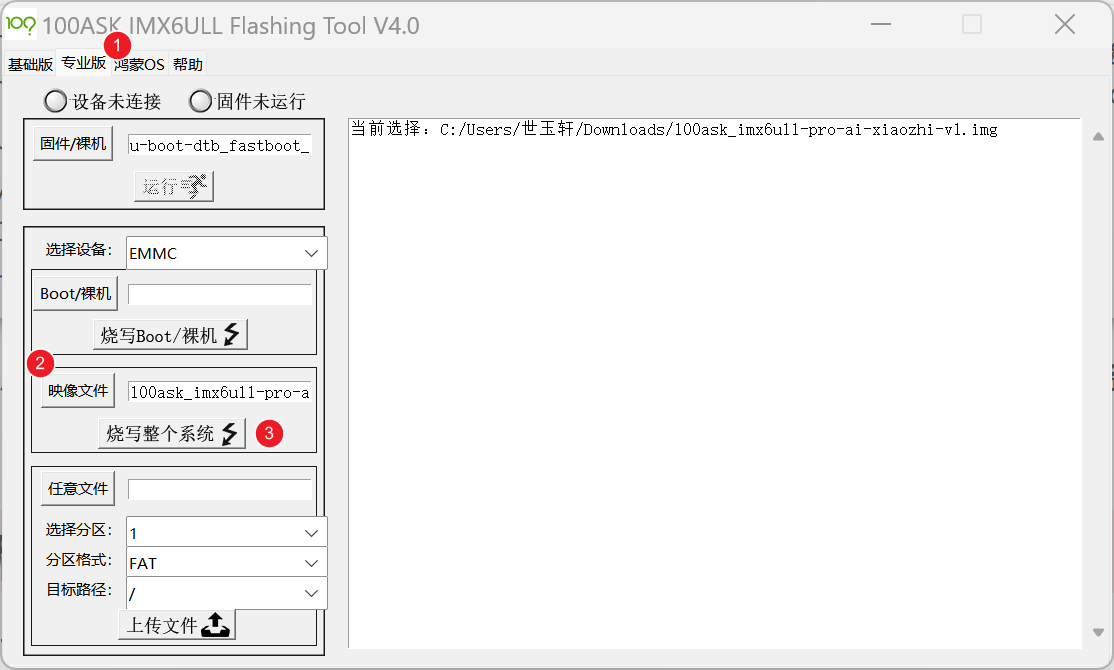 100ASK IMX6ULL Flashing Tool V4.0
1
基础版 专业版 鸿蒙OS 帮助
设备未连接 固件未运行
固件/裸机 u-boot-dtb_fastboot_
运行
当前选择：C:/Users/世玉轩/Downloads/100ask_imx6ull-pro-ai-xiaozhi-v1.img
选择设备： EMMC
Boot/裸机
烧写Boot/裸机
2
映像文件 100ask_imx6ull-pro-a
烧写整个系统 3
任意文件
选择分区： 1
分区格式： FAT
目标路径： /
上传文件